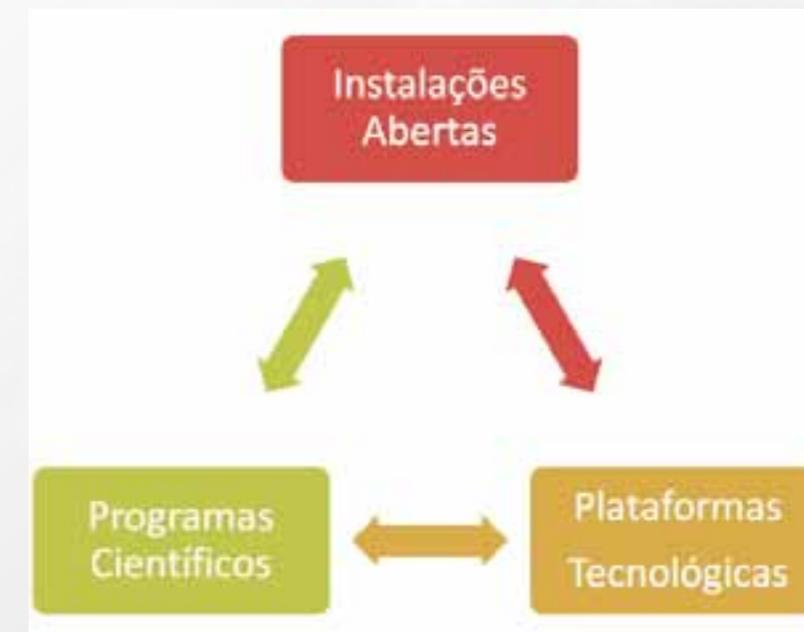 Instalações
Abertas
Programas
Científicos
Plataformas
Tecnológicas